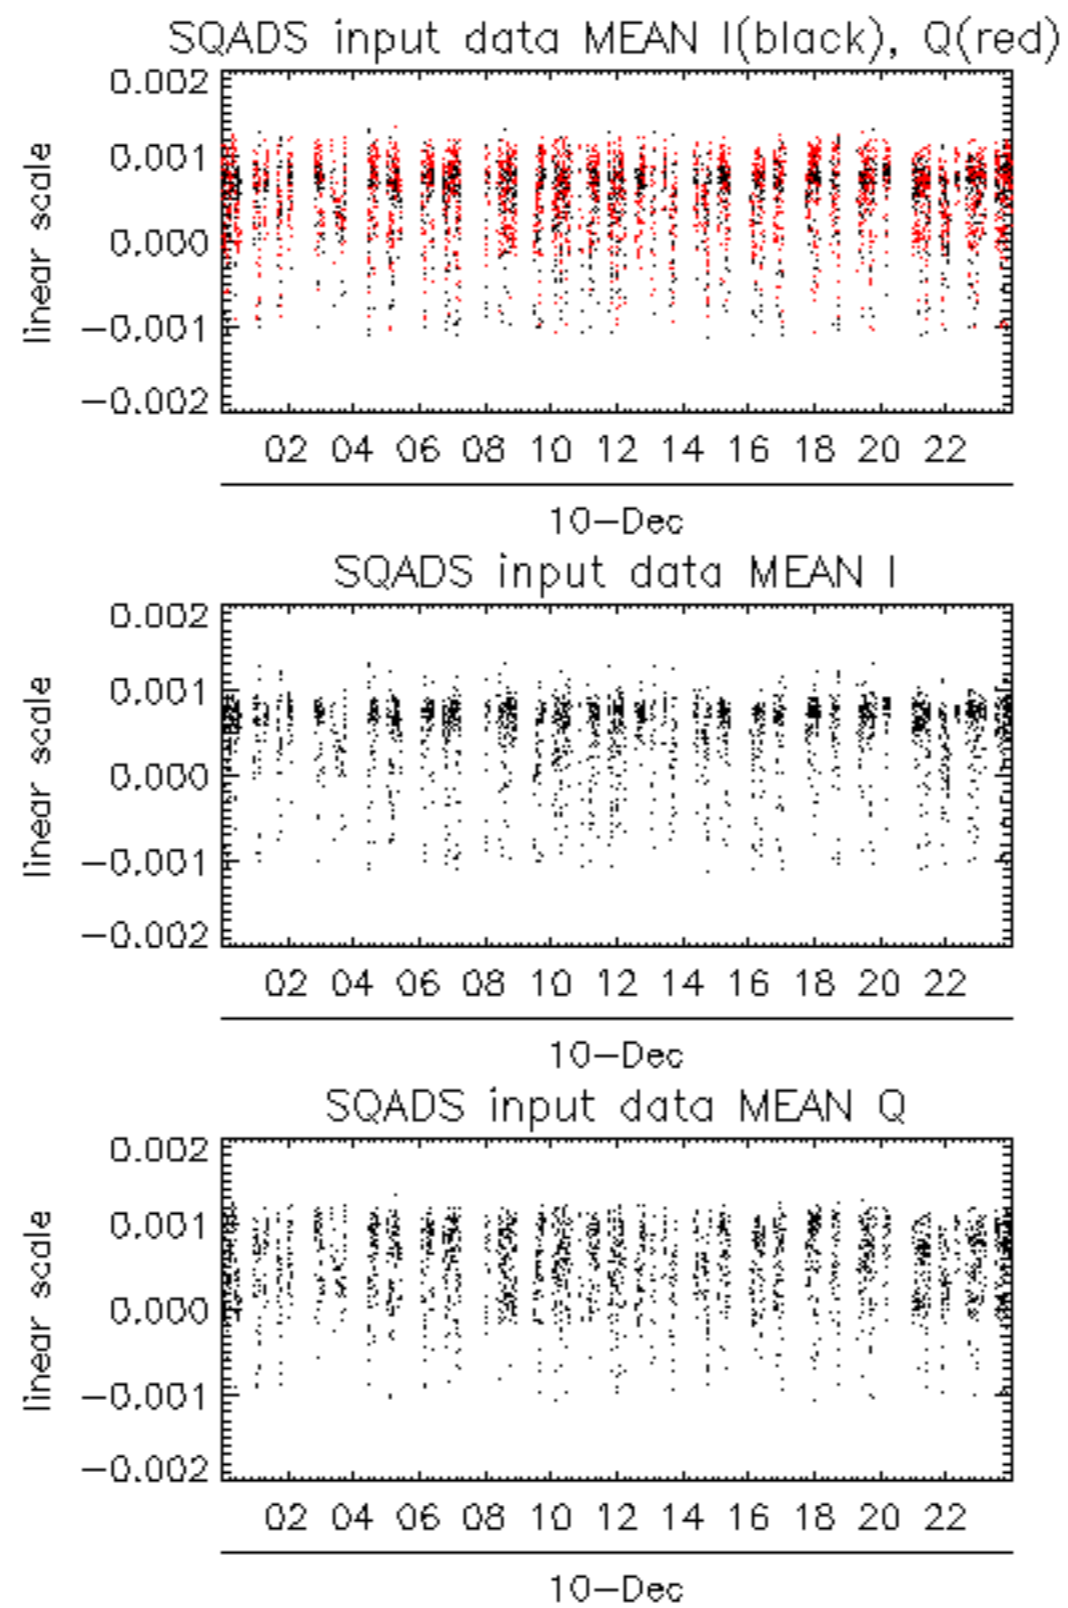 SQADS input data MEAN I(black), Q(red)
0.002
0.001
0.000
−0.001
−0.002
linear scale
02 04 06 08 10 12 14 16 18 20 22
10−Dec
SQADS input data MEAN I
0.002
0.001
0.000
−0.001
−0.002
linear scale
02 04 06 08 10 12 14 16 18 20 22
10−Dec
SQADS input data MEAN Q
0.002
0.001
0.000
−0.001
−0.002
linear scale
02 04 06 08 10 12 14 16 18 20 22
10−Dec